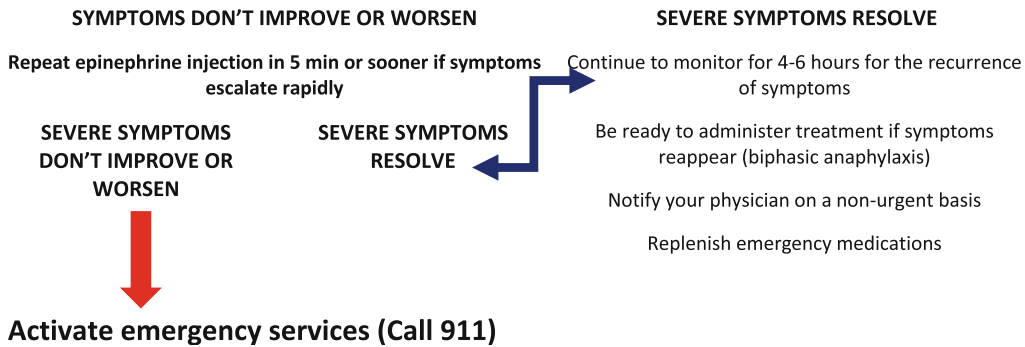 SYMPTOMS DON’T IMPROVE OR WORSEN
Repeat epinephrine injection in 5 min or sooner if symptoms
escalate rapidly
SEVERE SYMPTOMS
DON’T IMPROVE OR
WORSEN
SEVERE SYMPTOMS
RESOLVE
Activate emergency services (Call 911)
SEVERE SYMPTOMS RESOLVE
Continue to monitor for 4-6 hours for the recurrence
of symptoms
Be ready to administer treatment if symptoms
reappear (biphasic anaphylaxis)
Notify your physician on a non-urgent basis
Replenish emergency medications